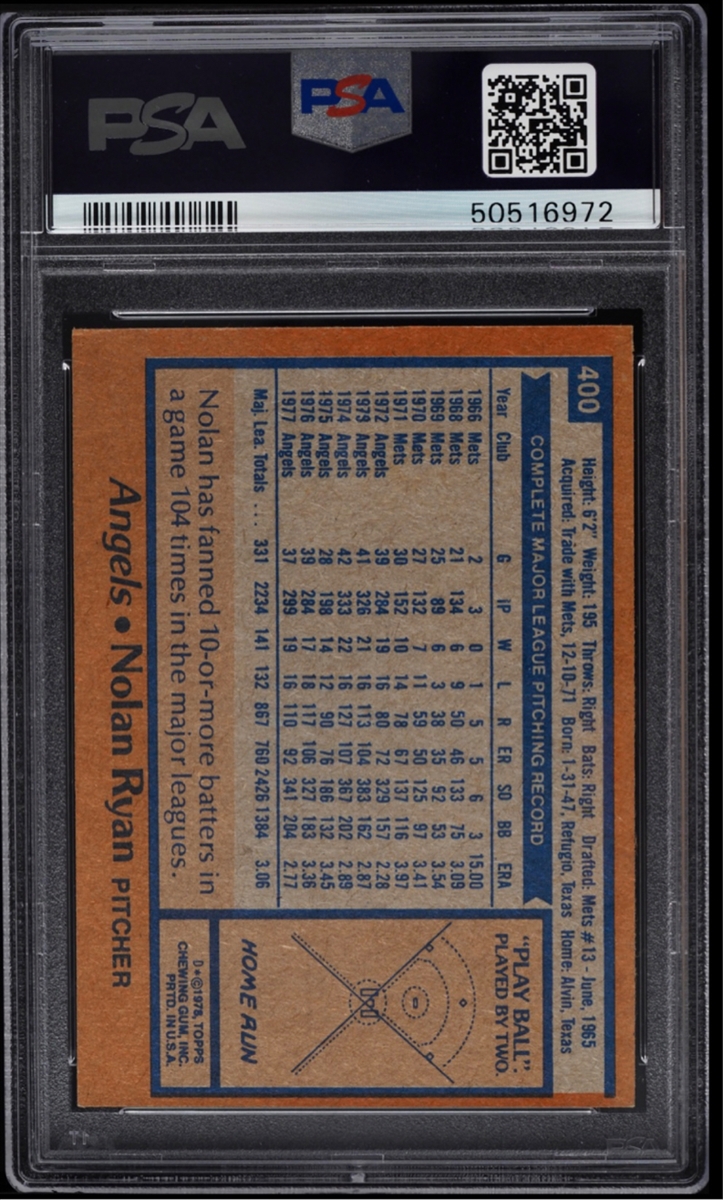 PSA PSA
50516972
400
Height: 6'2" Weight: 195 Throws: Right Bats: Right Drafted: Mets #13 - June, 1965
Acquired: Trade with Mets, 12-10-71 Born: 1-31-47, Refugio, Texas Home: Alvin, Texas
COMPLETE MAJOR LEAGUE PITCHING RECORD
Year Club G IP W L R ER SO BB ERA
1966 Mets 2 3 0 1 5 5 6 3 15.00
1968 Mets 21 134 6 9 50 46 133 75 3.09
1969 Mets 25 89 6 3 38 35 92 53 3.54
1970 Mets 27 132 7 11 59 50 125 97 3.41
1971 Mets 30 152 10 14 78 67 137 116 3.97
1972 Angels 39 284 19 16 80 72 329 157 2.28
1973 Angels 41 326 21 16 113 104 383 162 2.87
1974 Angels 42 333 22 16 127 107 367 202 2.89
1975 Angels 28 198 14 12 90 76 186 132 3.45
1976 Angels 39 284 17 18 117 106 327 183 3.36
1977 Angels 37 299 19 16 110 92 341 204 2.77
Maj. Lea. Totals ... 331 2234 141 132 867 760 2426 1384 3.06
Nolan has fanned 10-or-more batters in
a game 104 times in the major leagues.
"PLAY BALL":
PLAYED BY TWO.
HOME RUN
D*©1978, TOPPS
CHEWING GUM, INC.
PRTD. IN U.S.A.
Angels • Nolan Ryan PITCHER
PSA